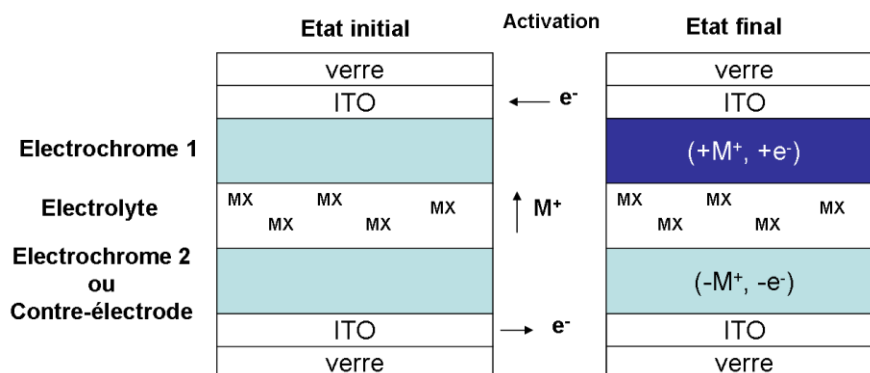 Etat initial
Activation
Etat final
verre
verre
ITO
e-
ITO
Electrochrome 1
(+M+, +e-)
Electrolyte
MX MX MX
MX MX
M+
MX MX MX
MX MX
Electrochrome 2
ou
Contre-électrode
(-M+, -e-)
ITO
e-
ITO
verre
verre